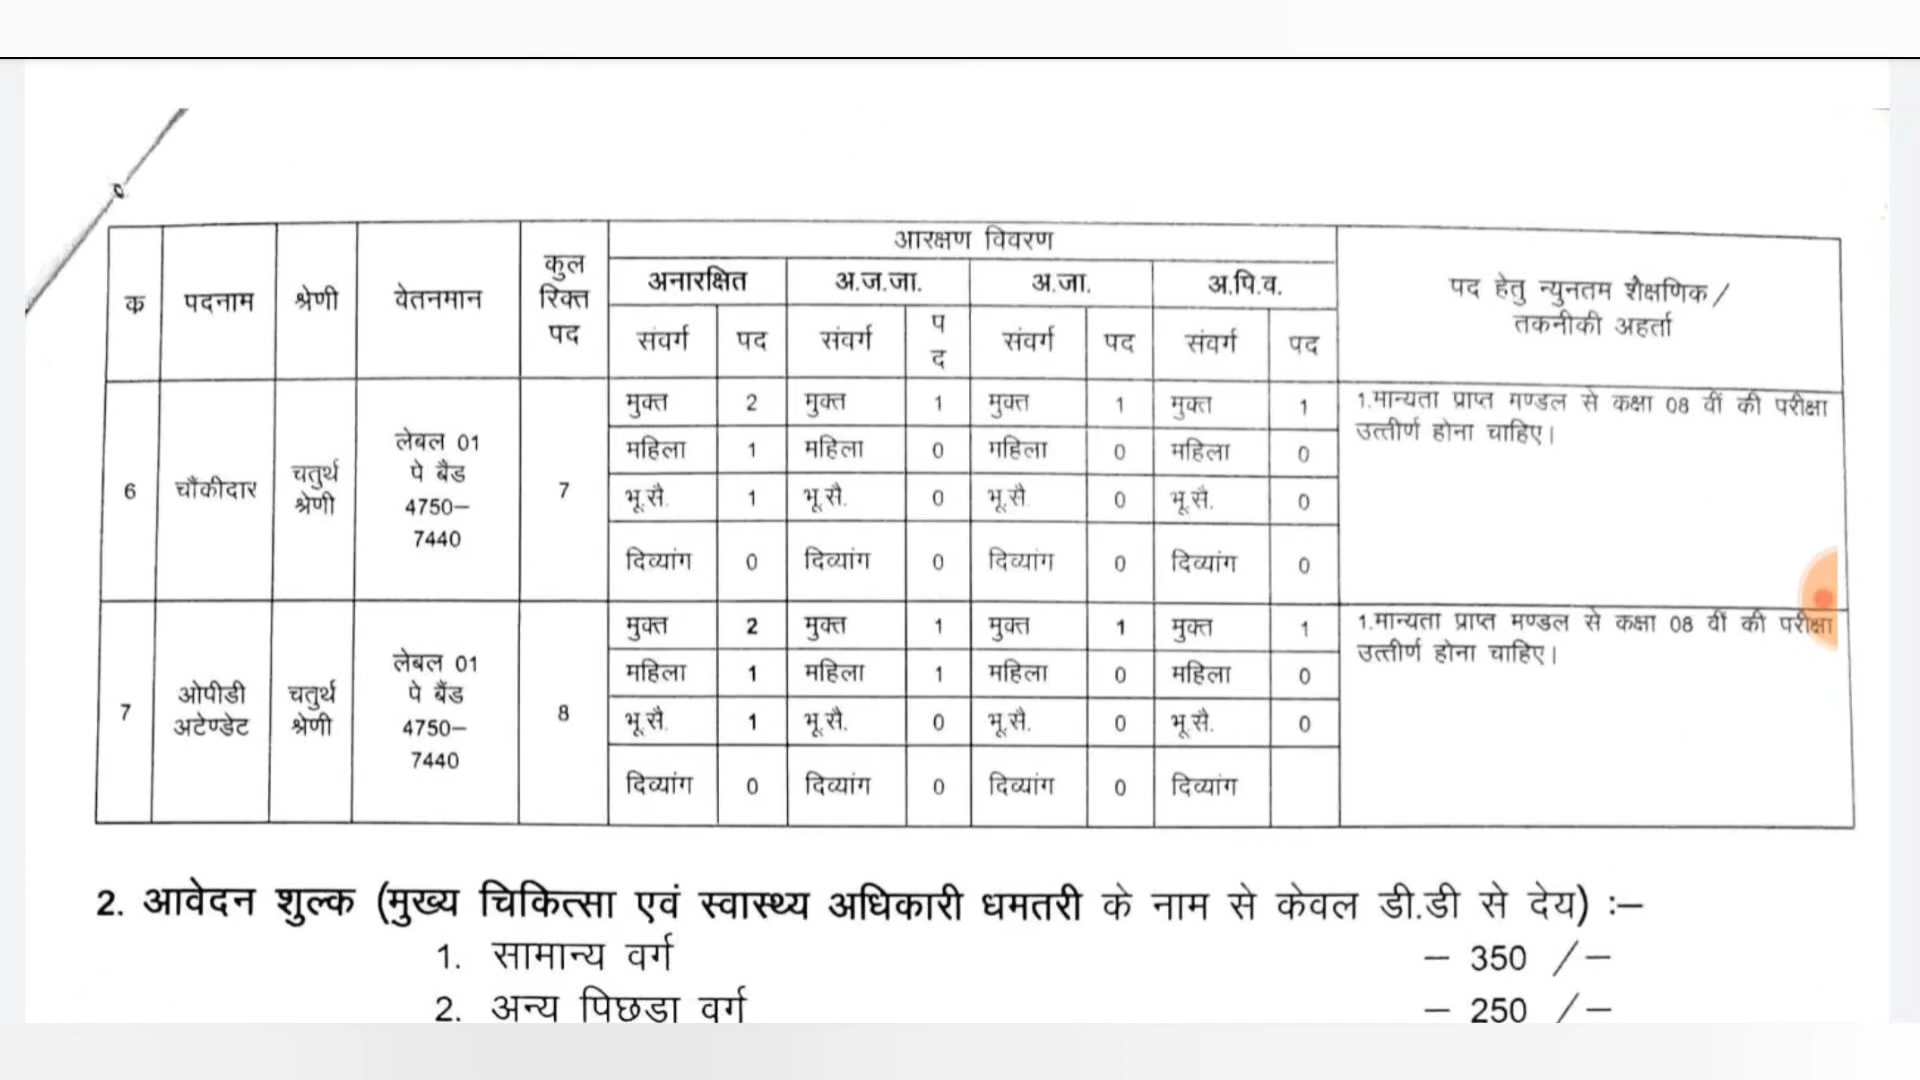 आरक्षण विवरण
क पदनाम श्रेणी वेतनमान कुल रिक्त पद अनारक्षित अ.ज.जा. अ.जा. अ.पि.व. पद हेतु न्युनतम शैक्षणिक/
तकनीकी अहर्ता
संवर्ग पद संवर्ग पद संवर्ग पद संवर्ग पद
6 चौकीदार चतुर्थ श्रेणी लेबल 01 पे बैड 4750– 7440 7
मुक्त 2 मुक्त 1 मुक्त 1 मुक्त 1 1.मान्यता प्राप्त मण्डल से कक्षा 08 वीं की परीक्षा
उत्तीर्ण होना चाहिए।
महिला 1 महिला 0 महिला 0 महिला 0
भू.सै. 1 भू.सै. 0 भू.सै 0 भू.सै. 0
दिव्यांग 0 दिव्यांग 0 दिव्यांग 0 दिव्यांग 0
7 ओपीडी अटेण्डेट चतुर्थ श्रेणी लेबल 01 पे बैंड 4750– 7440 8
मुक्त 2 मुक्त 1 मुक्त 1 मुक्त 1 1.मान्यता प्राप्त मण्डल से कक्षा 08 वीं की परीक्षा
उत्तीर्ण होना चाहिए।
महिला 1 महिला 1 महिला 0 महिला 0
भू.सै. 1 भू.सै. 0 भू.सै. 0 भू.सै. 0
दिव्यांग 0 दिव्यांग 0 दिव्यांग 0 दिव्यांग
2. आवेदन शुल्क (मुख्य चिकित्सा एवं स्वास्थ्य अधिकारी धमतरी के नाम से केवल डी.डी से देय) :–
1. सामान्य वर्ग – 350 /–
2. अन्य पिछडा वर्ग – 250 /–